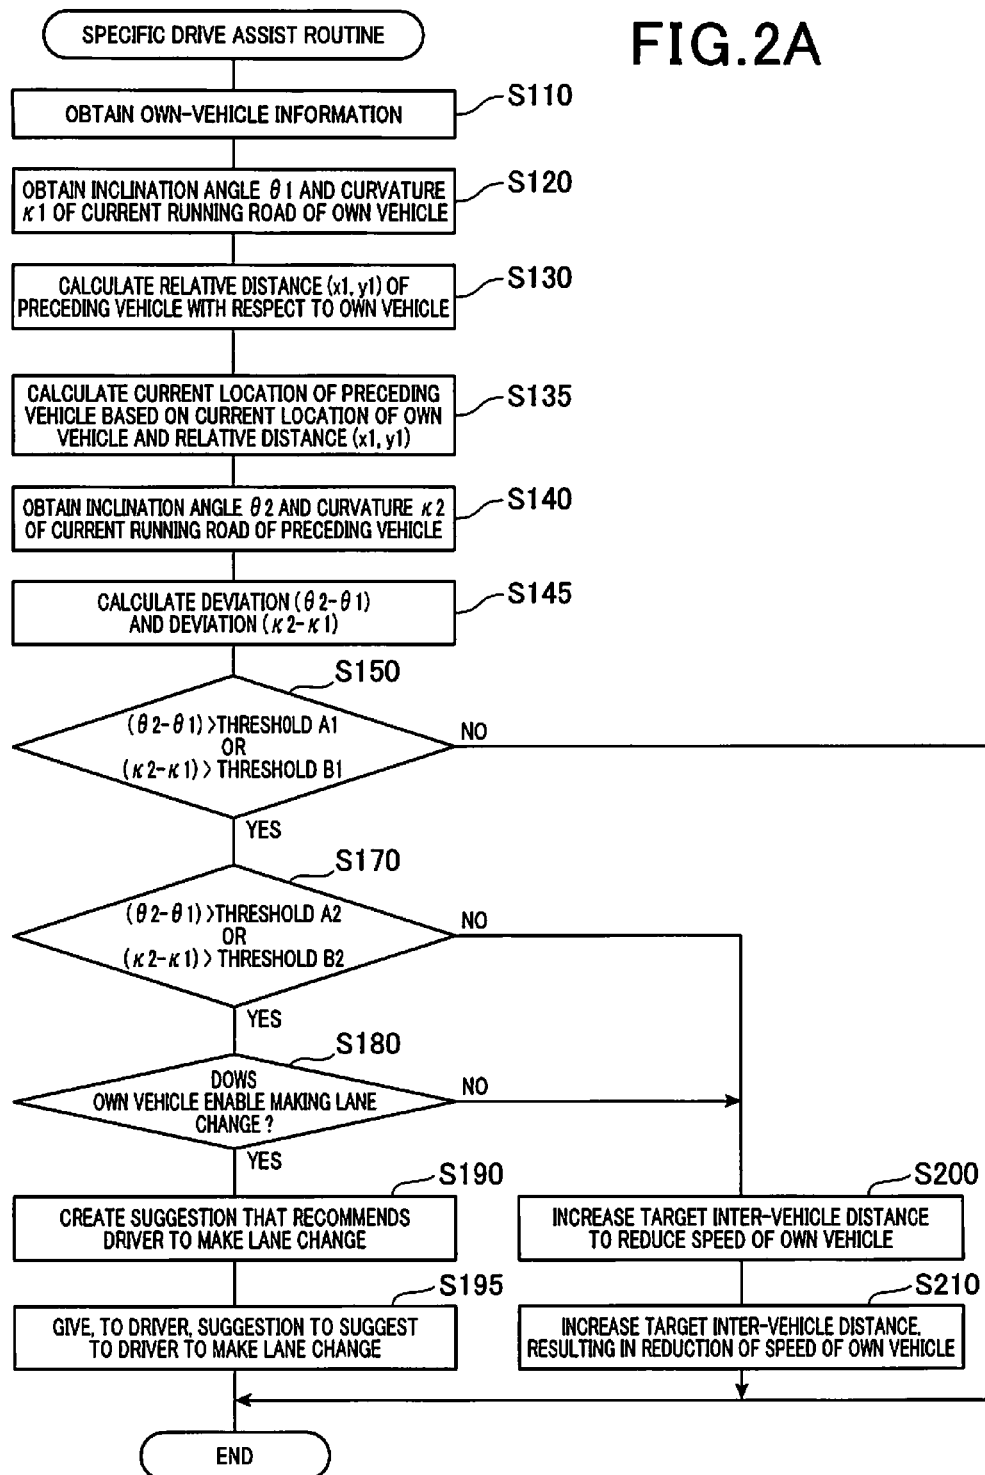 FIG.2A
SPECIFIC DRIVE ASSIST ROUTINE
S110
OBTAIN OWN-VEHICLE INFORMATION
S120
OBTAIN INCLINATION ANGLE θ1 AND CURVATURE
κ1 OF CURRENT RUNNING ROAD OF OWN VEHICLE
S130
CALCULATE RELATIVE DISTANCE (x1, y1) OF
PRECEDING VEHICLE WITH RESPECT TO OWN VEHICLE
S135
CALCULATE CURRENT LOCATION OF PRECEDING
VEHICLE BASED ON CURRENT LOCATION OF OWN
VEHICLE AND RELATIVE DISTANCE (x1, y1)
S140
OBTAIN INCLINATION ANGLE θ2 AND CURVATURE κ2
OF CURRENT RUNNING ROAD OF PRECEDING VEHICLE
S145
CALCULATE DEVIATION (θ2-θ1)
AND DEVIATION (κ2-κ1)
S150
(θ2-θ1)>THRESHOLD A1
OR
(κ2-κ1)> THRESHOLD B1
NO
YES
S170
(θ2-θ1)>THRESHOLD A2
OR
(κ2-κ1)> THRESHOLD B2
NO
YES
S180
DOWS
OWN VEHICLE ENABLE MAKING LANE
CHANGE ?
NO
YES
S190
CREATE SUGGESTION THAT RECOMMENDS
DRIVER TO MAKE LANE CHANGE
S195
GIVE, TO DRIVER, SUGGESTION TO SUGGEST
TO DRIVER TO MAKE LANE CHANGE
S200
INCREASE TARGET INTER-VEHICLE DISTANCE
TO REDUCE SPEED OF OWN VEHICLE
S210
INCREASE TARGET INTER-VEHICLE DISTANCE,
RESULTING IN REDUCTION OF SPEED OF OWN VEHICLE
END